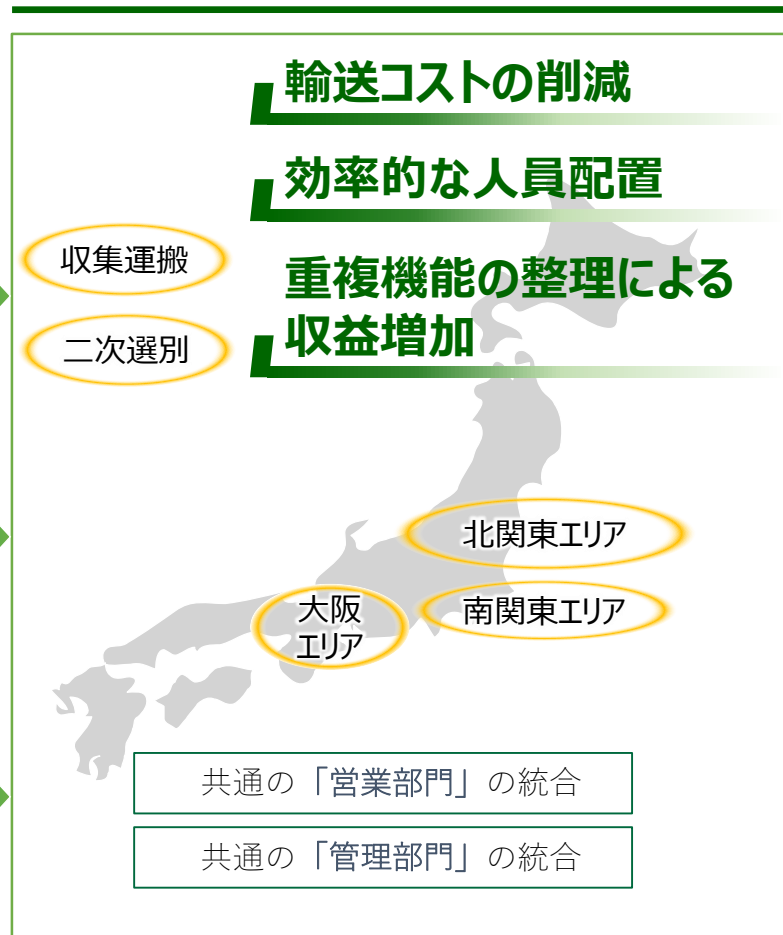 輸送コストの削減
効率的な人員配置
収集運搬
重複機能の整理による
収益増加
二次選別
北関東エリア
大阪
エリア
南関東エリア
共通の「営業部門」の統合
共通の「管理部門」の統合